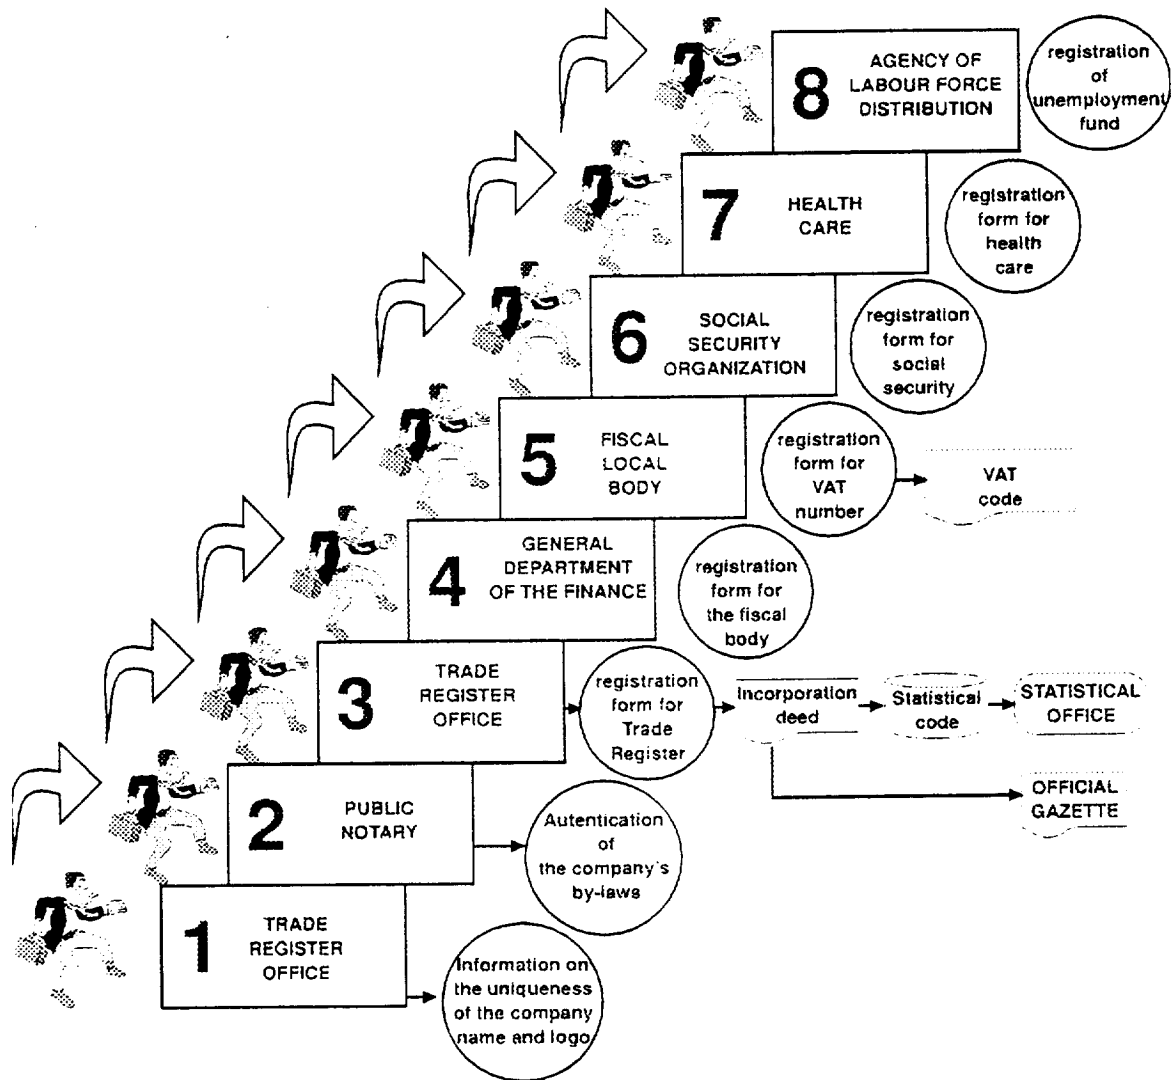 8
AGENCY OF
LABOUR FORCE
DISTRIBUTION
registration
of
unemployment
fund
7
HEALTH
CARE
registration
form for
health
care
6
SOCIAL
SECURITY
ORGANIZATION
registration
form for
social
security
5
FISCAL
LOCAL
BODY
registration
form for
VAT
number
VAT
code
4
GENERAL
DEPARTMENT
OF THE FINANCE
registration
form for
the fiscal
body
3
TRADE
REGISTER
OFFICE
registration
form for
Trade
Register
Incorporation
deed
Statistical
code
STATISTICAL
OFFICE
OFFICIAL
GAZETTE
2
PUBLIC
NOTARY
Autentication
of
the company's
by-laws
1
TRADE
REGISTER
OFFICE
Information on
the uniqueness
of the company
name and logo